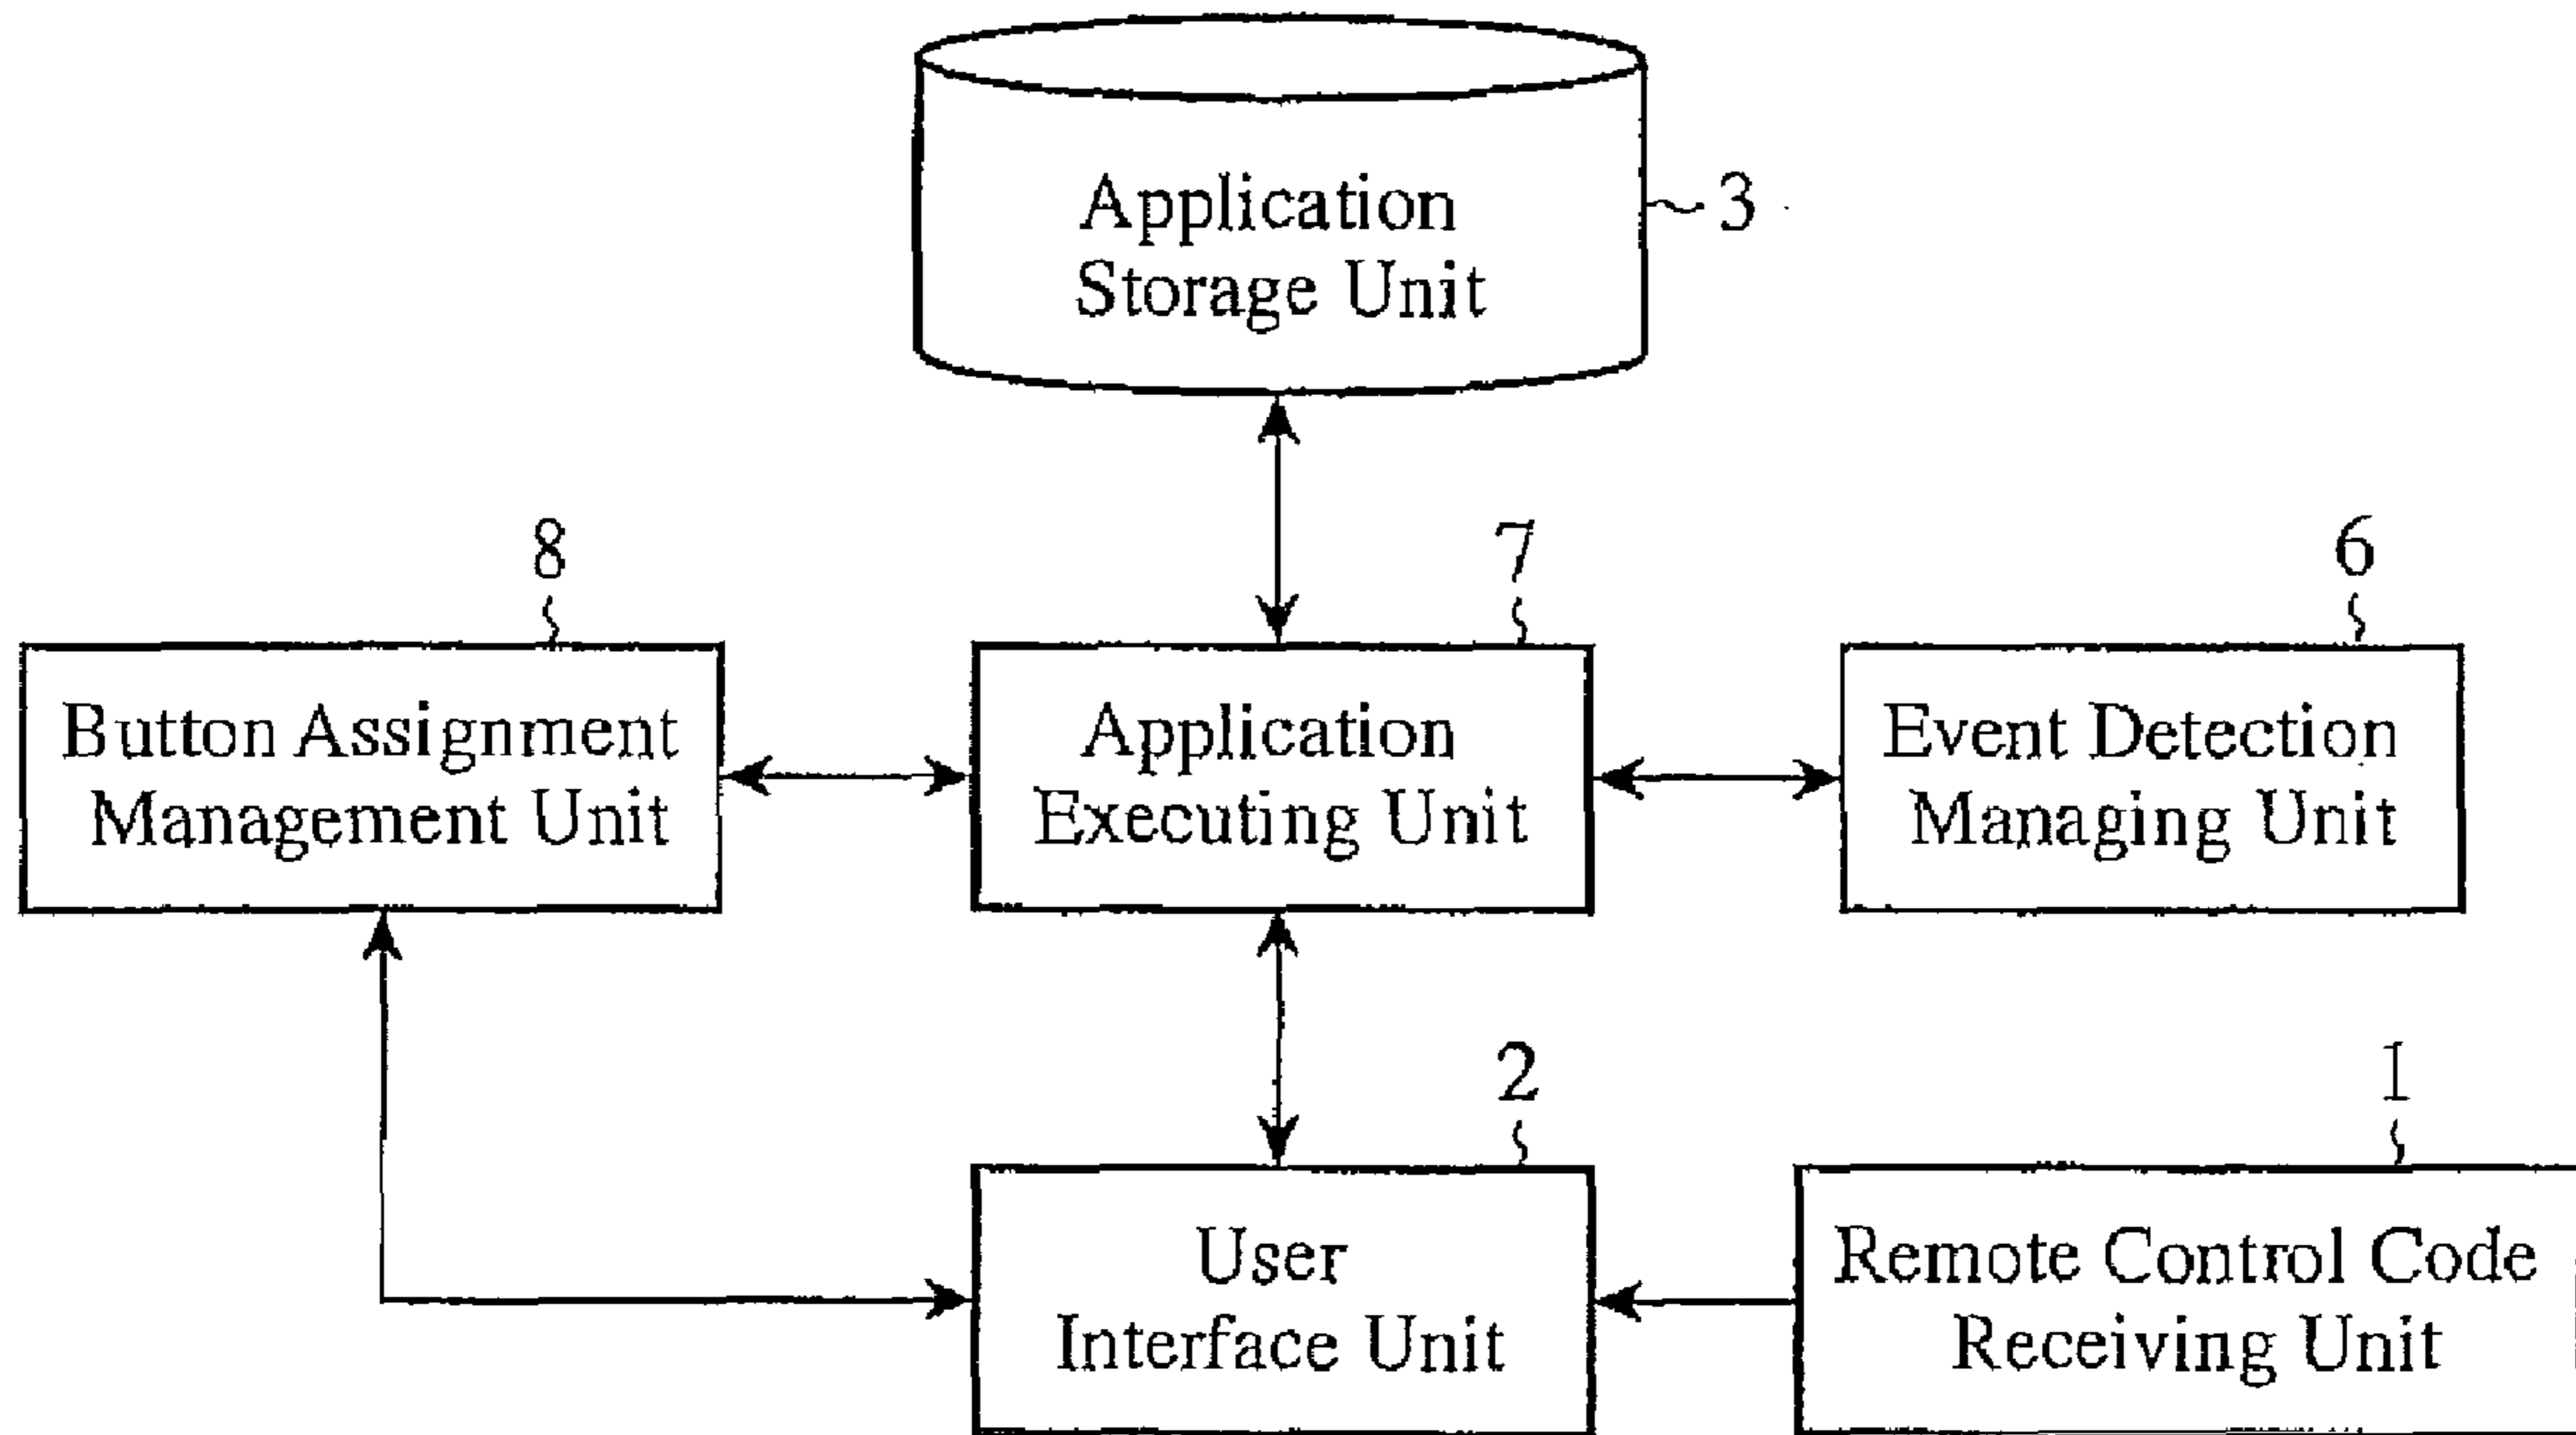 Application
Storage Unit
3
8
7
6
Button Assignment
Management Unit
Application
Executing Unit
Event Detection
Managing Unit
2
1
User
Interface Unit
Remote Control Code
Receiving Unit